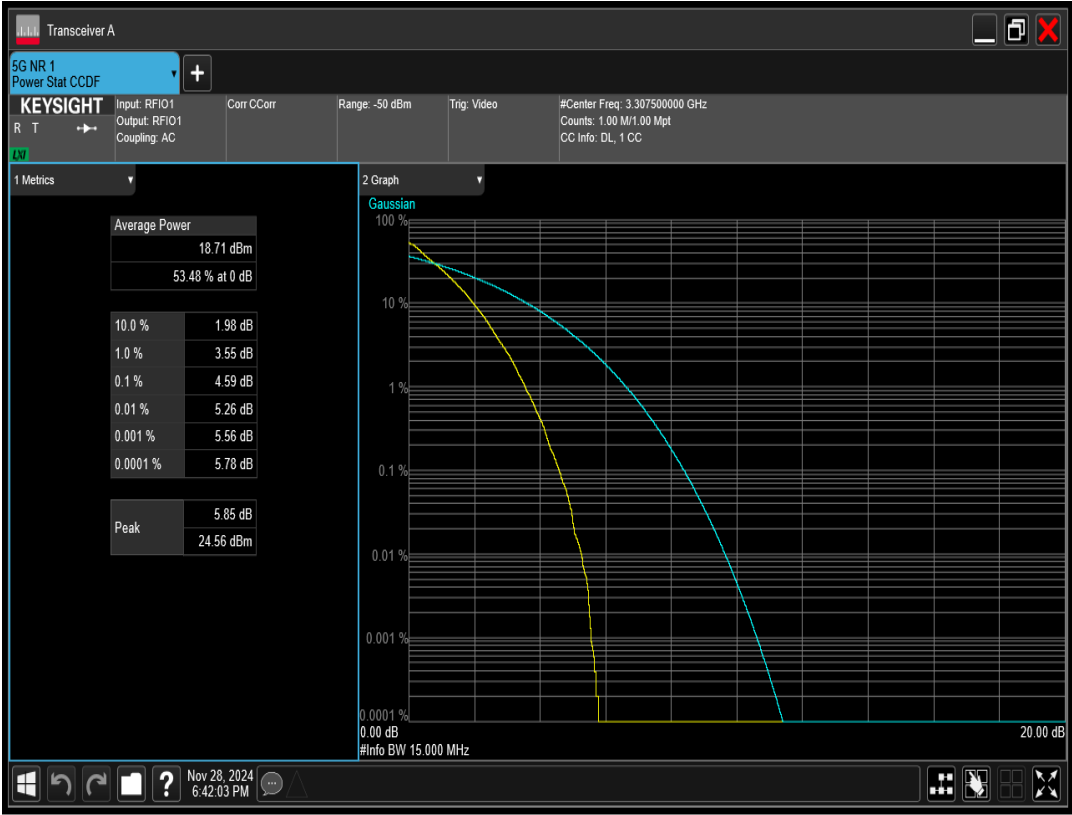 Transceiver A
5G NR 1
Power Stat CCDF
+
KEYSIGHT
R T
LXI
Input: RFIO1
Output: RFIO1
Coupling: AC
Corr CCorr
Range: -50 dBm
Trig: Video
#Center Freq: 3.307500000 GHz
Counts: 1.00 M/1.00 Mpt
CC Info: DL, 1 CC
1 Metrics
Average Power
18.71 dBm
53.48 % at 0 dB
10.0 % 1.98 dB
1.0 % 3.55 dB
0.1 % 4.59 dB
0.01 % 5.26 dB
0.001 % 5.56 dB
0.0001 % 5.78 dB
Peak
5.85 dB
24.56 dBm
2 Graph
Gaussian
100 %
10 %
1 %
0.1 %
0.01 %
0.001 %
0.0001 %
0.00 dB 20.00 dB
#Info BW 15.000 MHz
?
Nov 28, 2024
6:42:03 PM